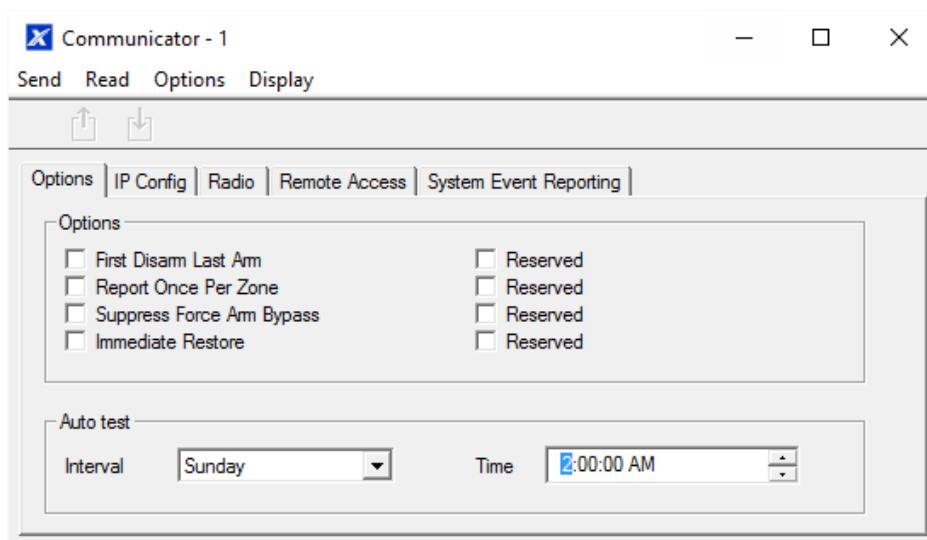 Communicator - 1
Send Read Options Display
Options IP Config Radio Remote Access System Event Reporting
Options
First Disarm Last Arm Reserved
Report Once Per Zone Reserved
Suppress Force Arm Bypass Reserved
Immediate Restore Reserved
Auto test
Interval Sunday Time 2:00:00 AM